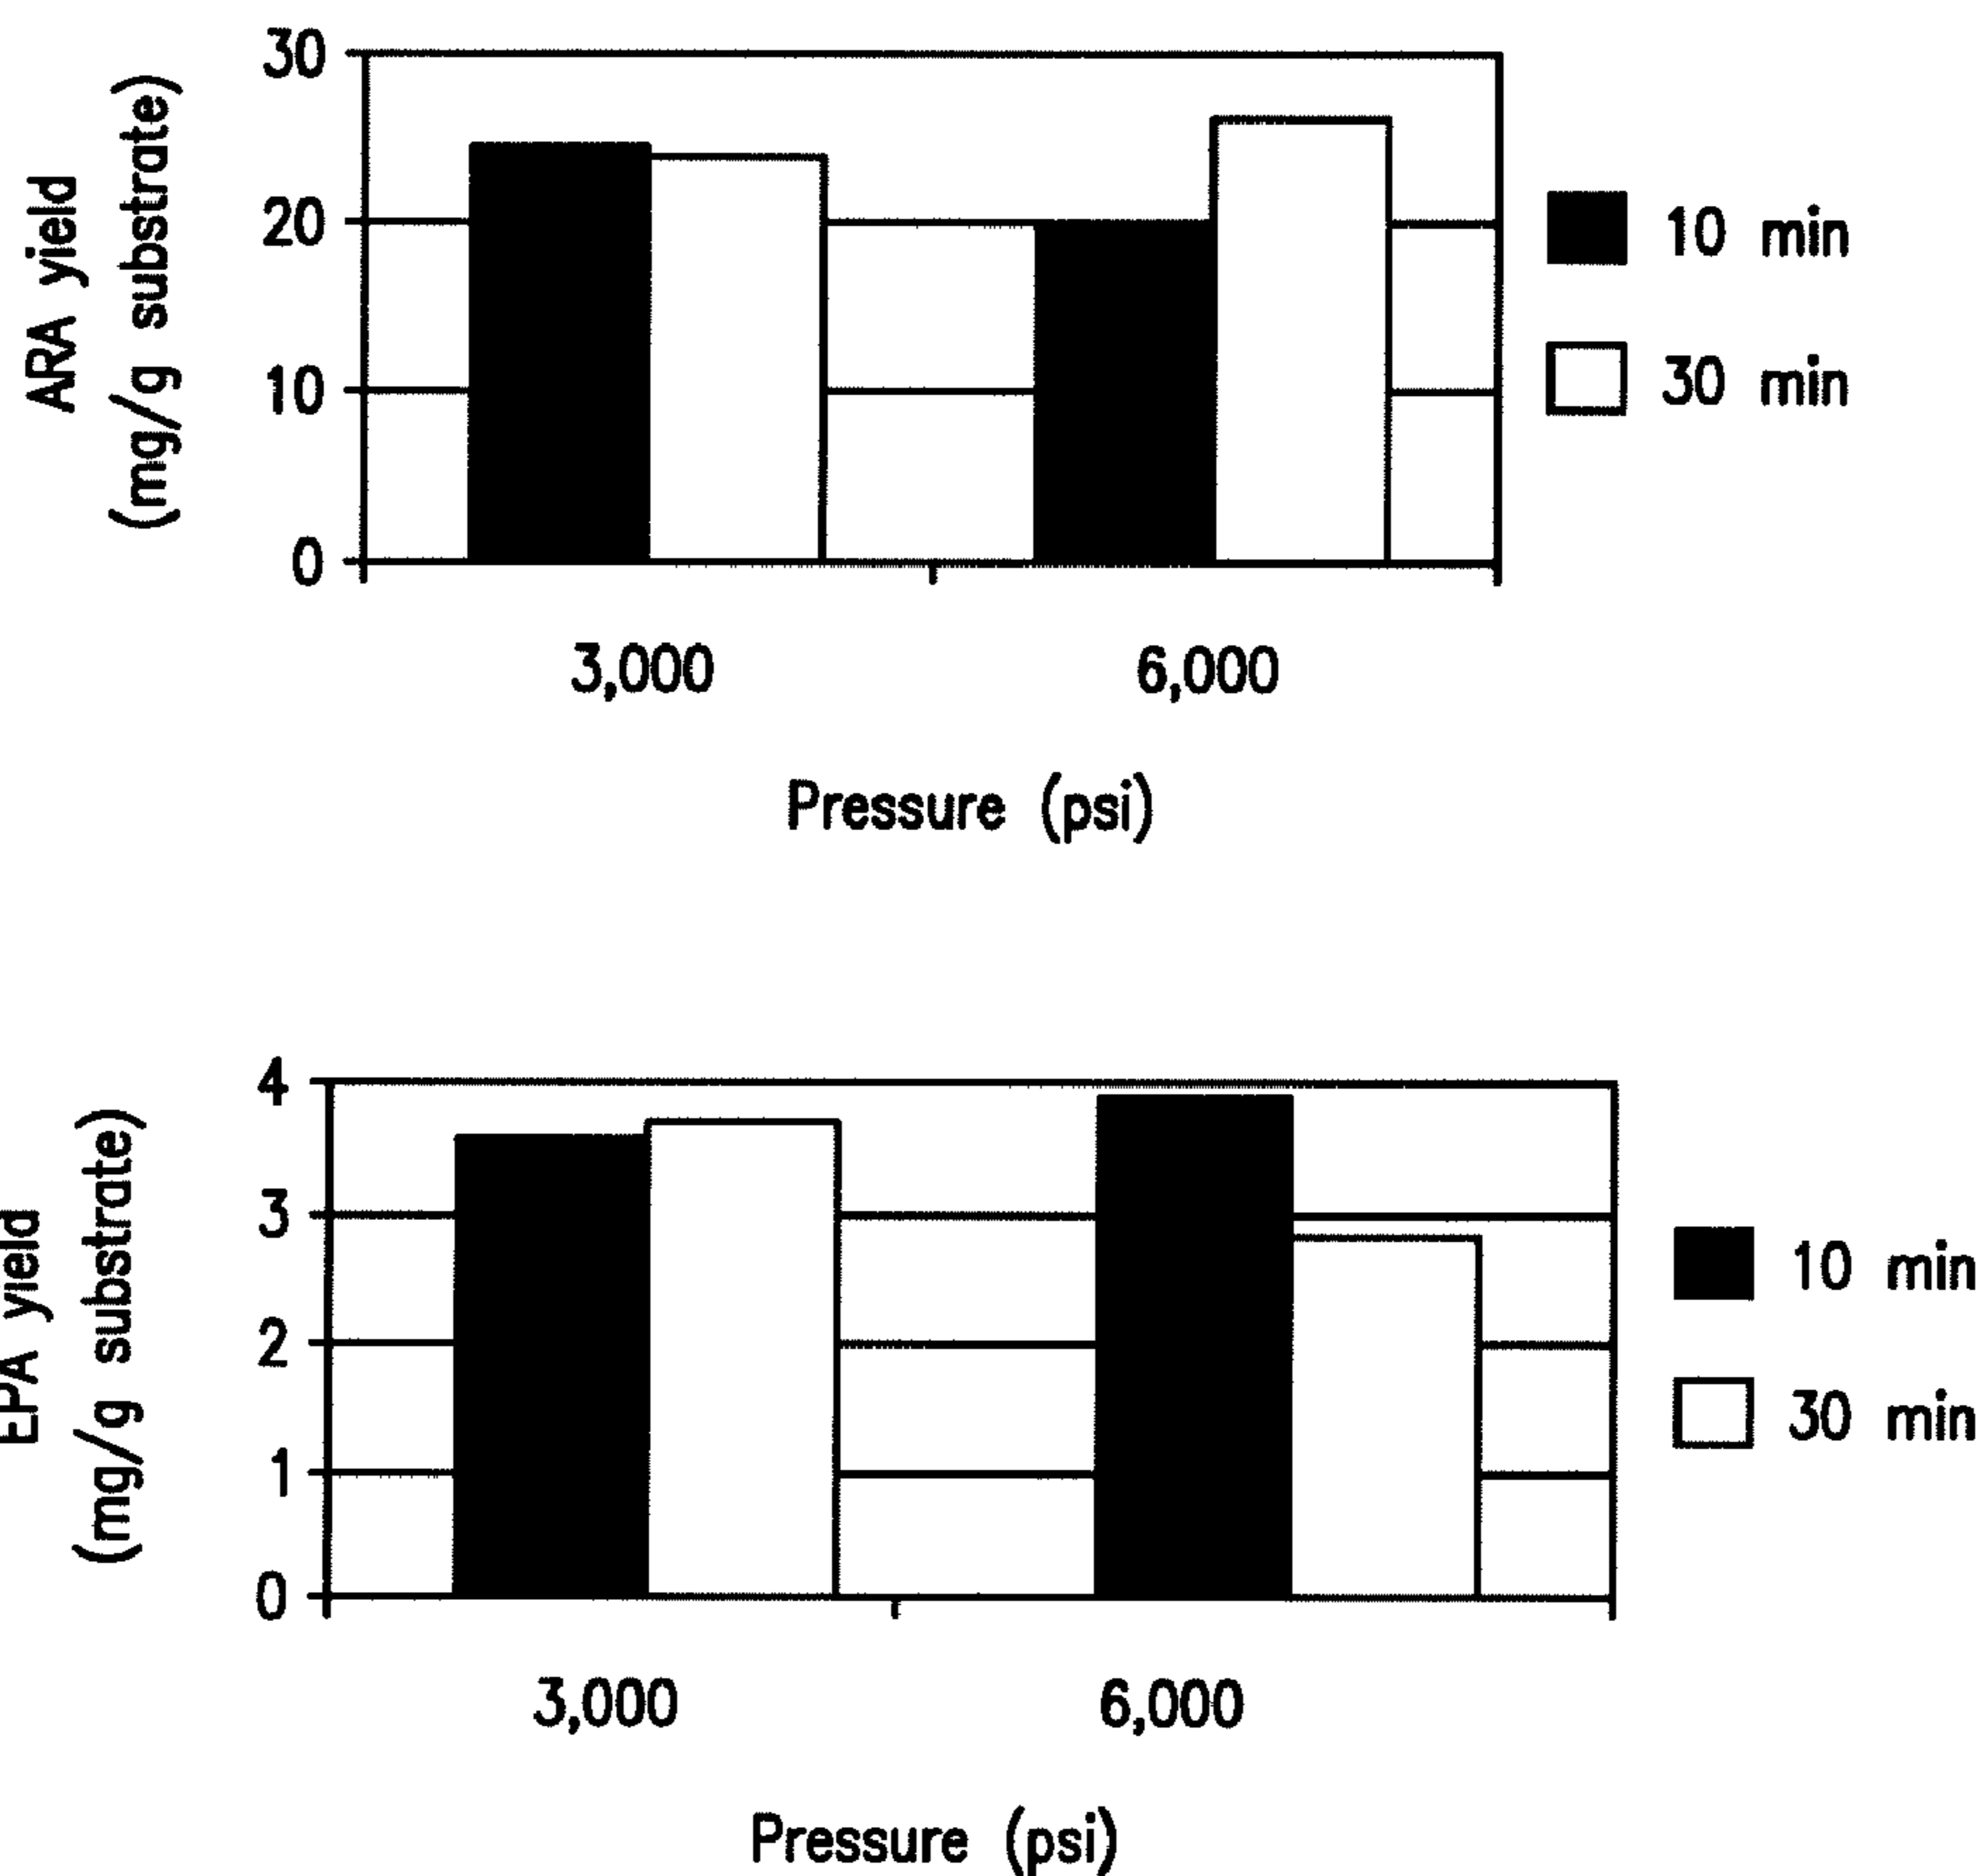 ARA yield
(mg/g substrate)
30
20
10
0
10 min
30 min
3,000 6,000
Pressure (psi)
EPA yield
(mg/g substrate)
4
3
2
1
0
10 min
30 min
3,000 6,000
Pressure (psi)